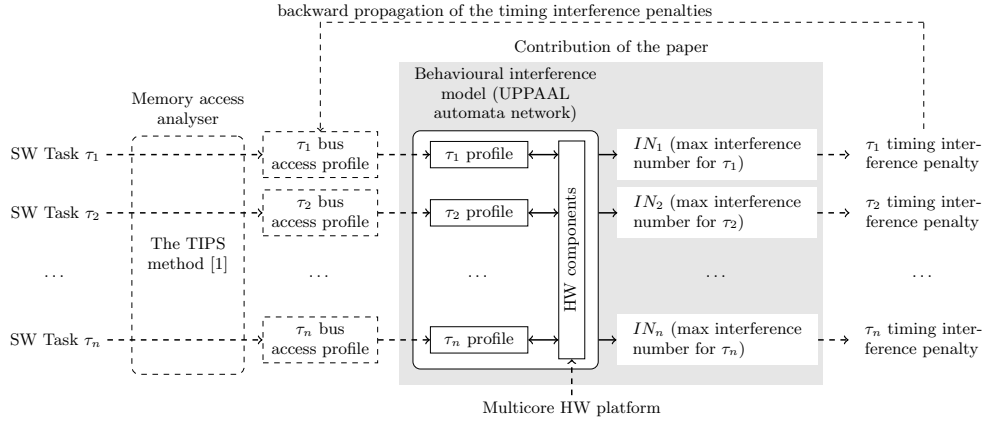 backward propagation of the timing interference penalties
Contribution of the paper
Behavioural interference
model (UPPAAL
automata network)
Memory access
analyser
SW Task τ1
τ1 bus
access profile
τ1 profile
IN1 (max interference
number for τ1)
τ1 timing inter-
ference penalty
SW Task τ2
τ2 bus
access profile
τ2 profile
IN2 (max interference
number for τ2)
τ2 timing inter-
ference penalty
The TIPS
method [1]
HW components
...
...
...
...
...
SW Task τn
τn bus
access profile
τn profile
INn (max interference
number for τn)
τn timing inter-
ference penalty
Multicore HW platform